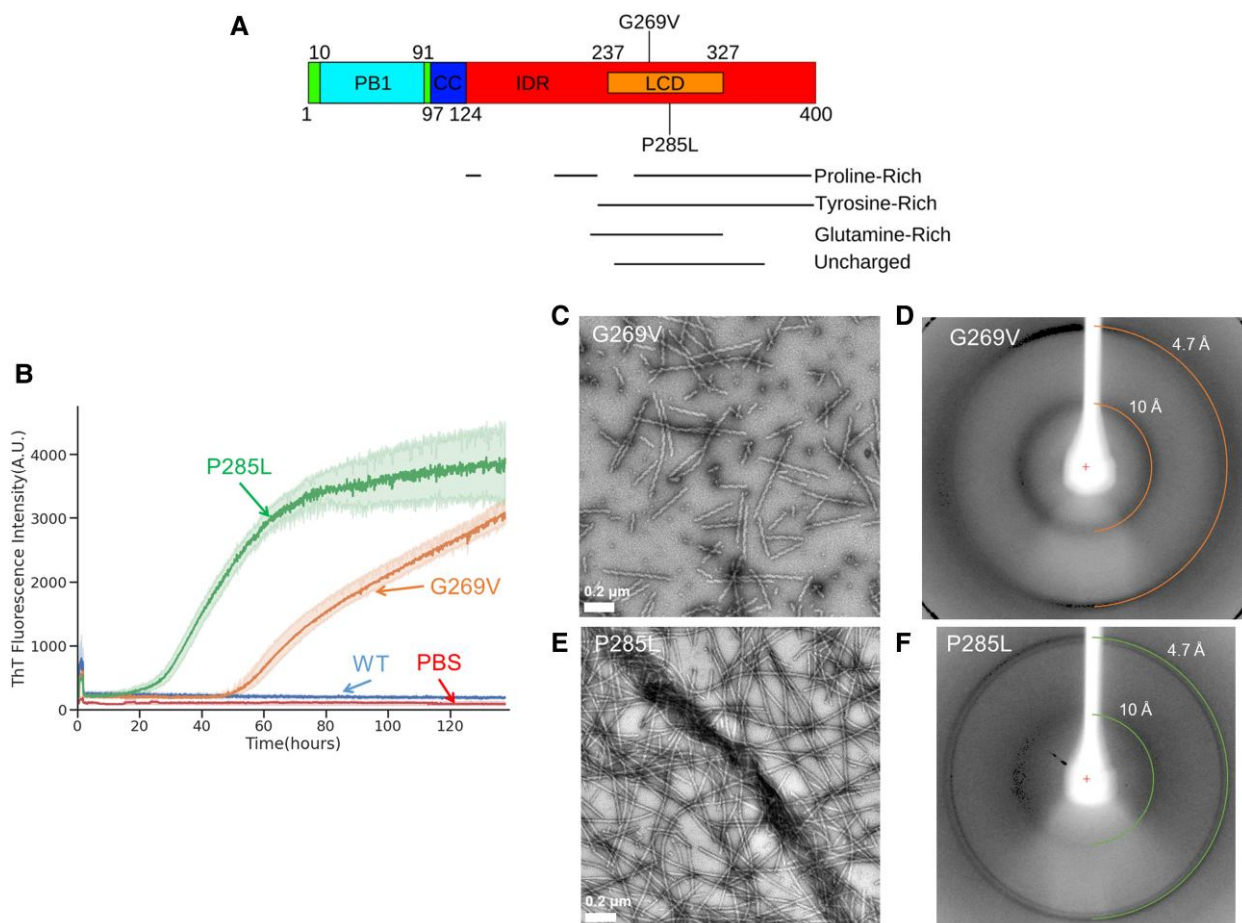 A
G269V
10 91 237 327
PB1 CC IDR LCD
1 97 124 400
P285L
Proline-Rich
Tyrosine-Rich
Glutamine-Rich
Uncharged
B
ThT Fluorescence Intensity(A.U.)
4000
3000
2000
1000
0
P285L
G269V
WT
PBS
0 20 40 60 80 100 120
Time(hours)
C
G269V
0.2 µm
D
G269V
4.7 Å
10 Å
E
P285L
0.2 µm
F
P285L
4.7 Å
10 Å